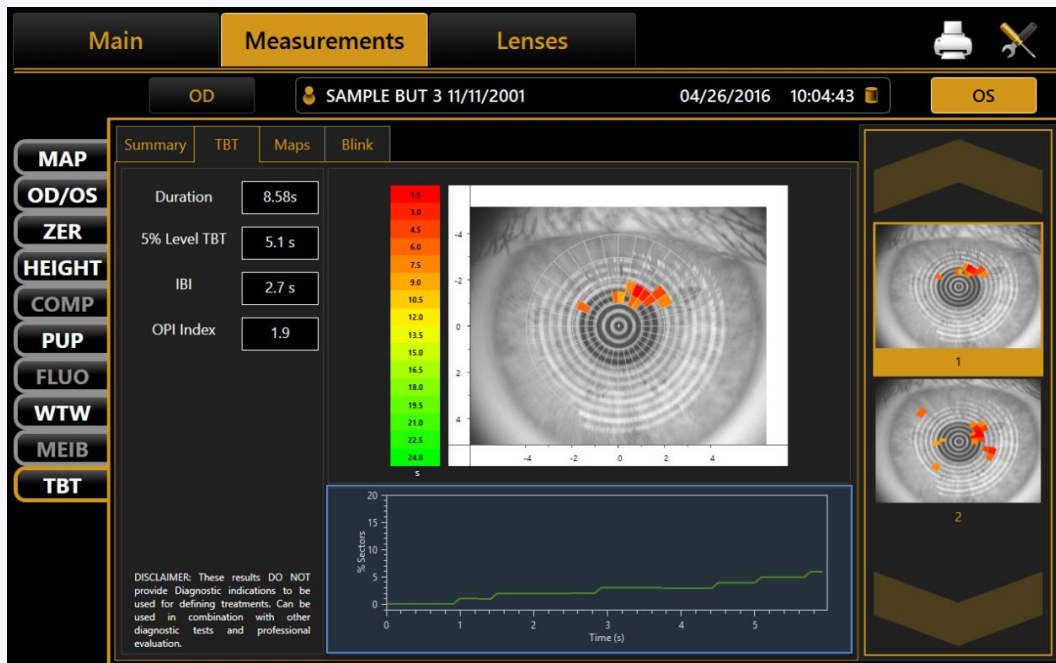 Main Measurements Lenses
OD SAMPLE BUT 3 11/11/2001 04/26/2016 10:04:43 OS
MAP
OD/OS
ZER
HEIGHT
COMP
PUP
FLUO
WTW
MEIB
TBT
Summary TBT Maps Blink
Duration 8.58s
5% Level TBT 5.1 s
IBI 2.7 s
OPI Index 1.9
DISCLAIMER: These results DO NOT
provide Diagnostic indications to be
used for defining treatments. Can be
used in combination with other
diagnostic tests and professional
evaluation.
1.5
3.0
4.5
6.0
7.5
9.0
10.5
12.0
13.5
15.0
16.5
18.0
19.5
21.0
22.5
24.0
s
-4
-2
0
2
4
-4 -2 0 2 4
% Sectors
20
15
10
5
0
0 1 2 3 4 5
Time (s)
1
2